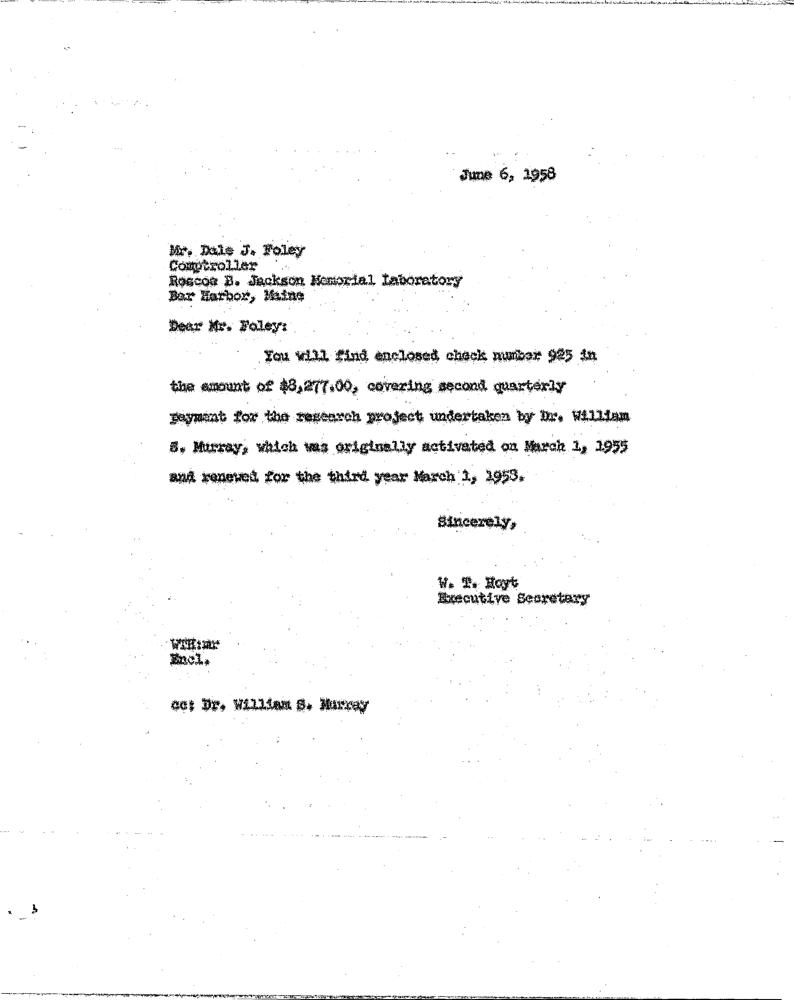 June 6, 1958
Mr. Dale J. Foley
Comptroller
Roscoe B. Jackson Memorial Laboratory
Bar Harbor, Maine
Dear Mr. Foley:
You will find enclosed check number 925 in
the amount of $8,277.00, covering second quarterly
payment for the research project undertaken by Dr. William
S. Murray, which was originally activated on March 1, 1955
and renewed for the third year March 1, 1958.
Sincerely,
W. T. Hoyt
Executive Secretary
WTH:mr
Encl.
cc: Dr. William S. Murray